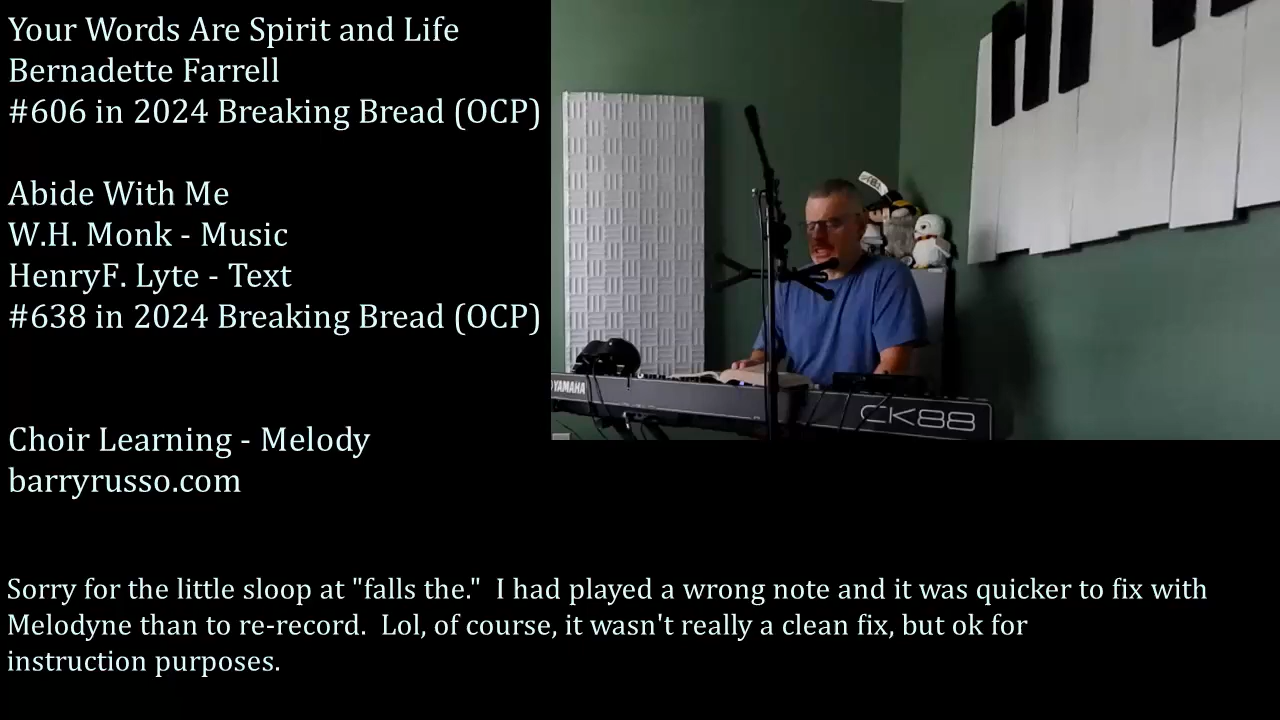 Your Words Are Spirit and Life
Bernadette Farrell
#606 in 2024 Breaking Bread (OCP)
Abide With Me
W.H. Monk - Music
HenryF. Lyte - Text
#638 in 2024 Breaking Bread (OCP)
YAMAHA
CK88
Choir Learning - Melody
barryrusso.com
Sorry for the little sloop at "falls the."  I had played a wrong note and it was quicker to fix with
Melodyne than to re-record.  Lol, of course, it wasn't really a clean fix, but ok for
instruction purposes.